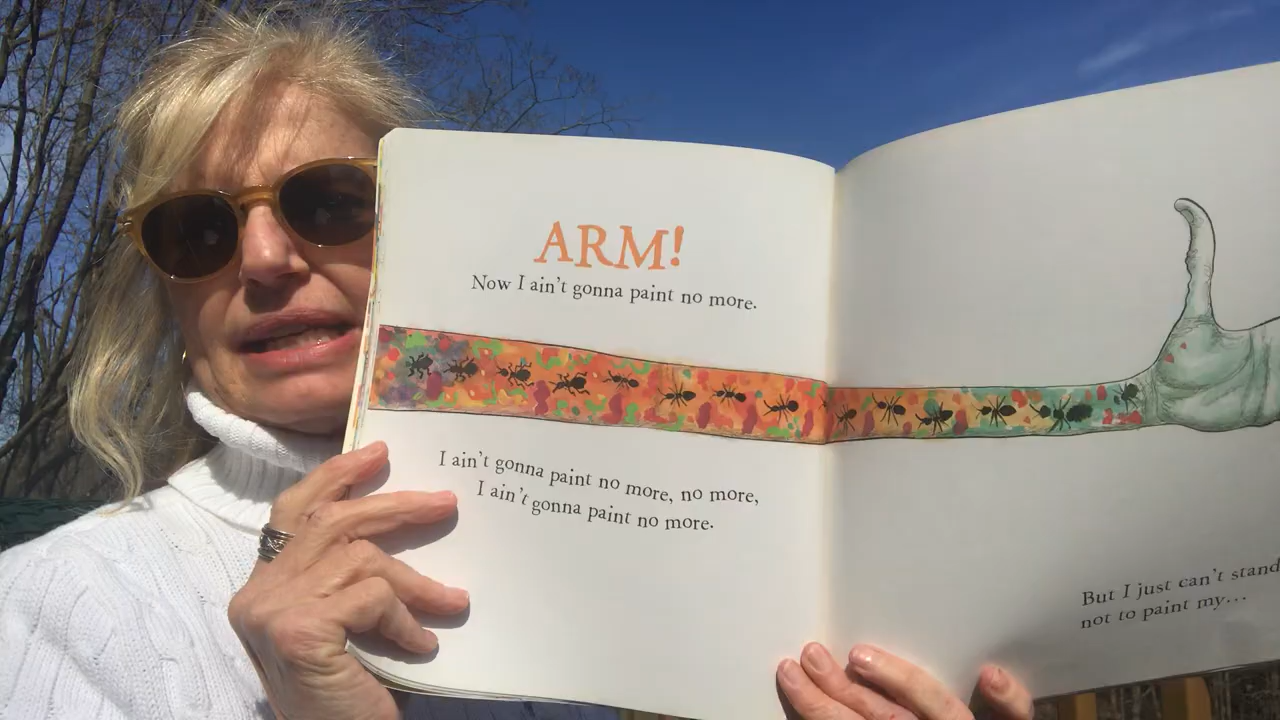 ARM!
Now I ain't gonna paint no more.
I ain't gonna paint no more, no more,
I ain't gonna paint no more.
But I just can't stand
not to paint my...